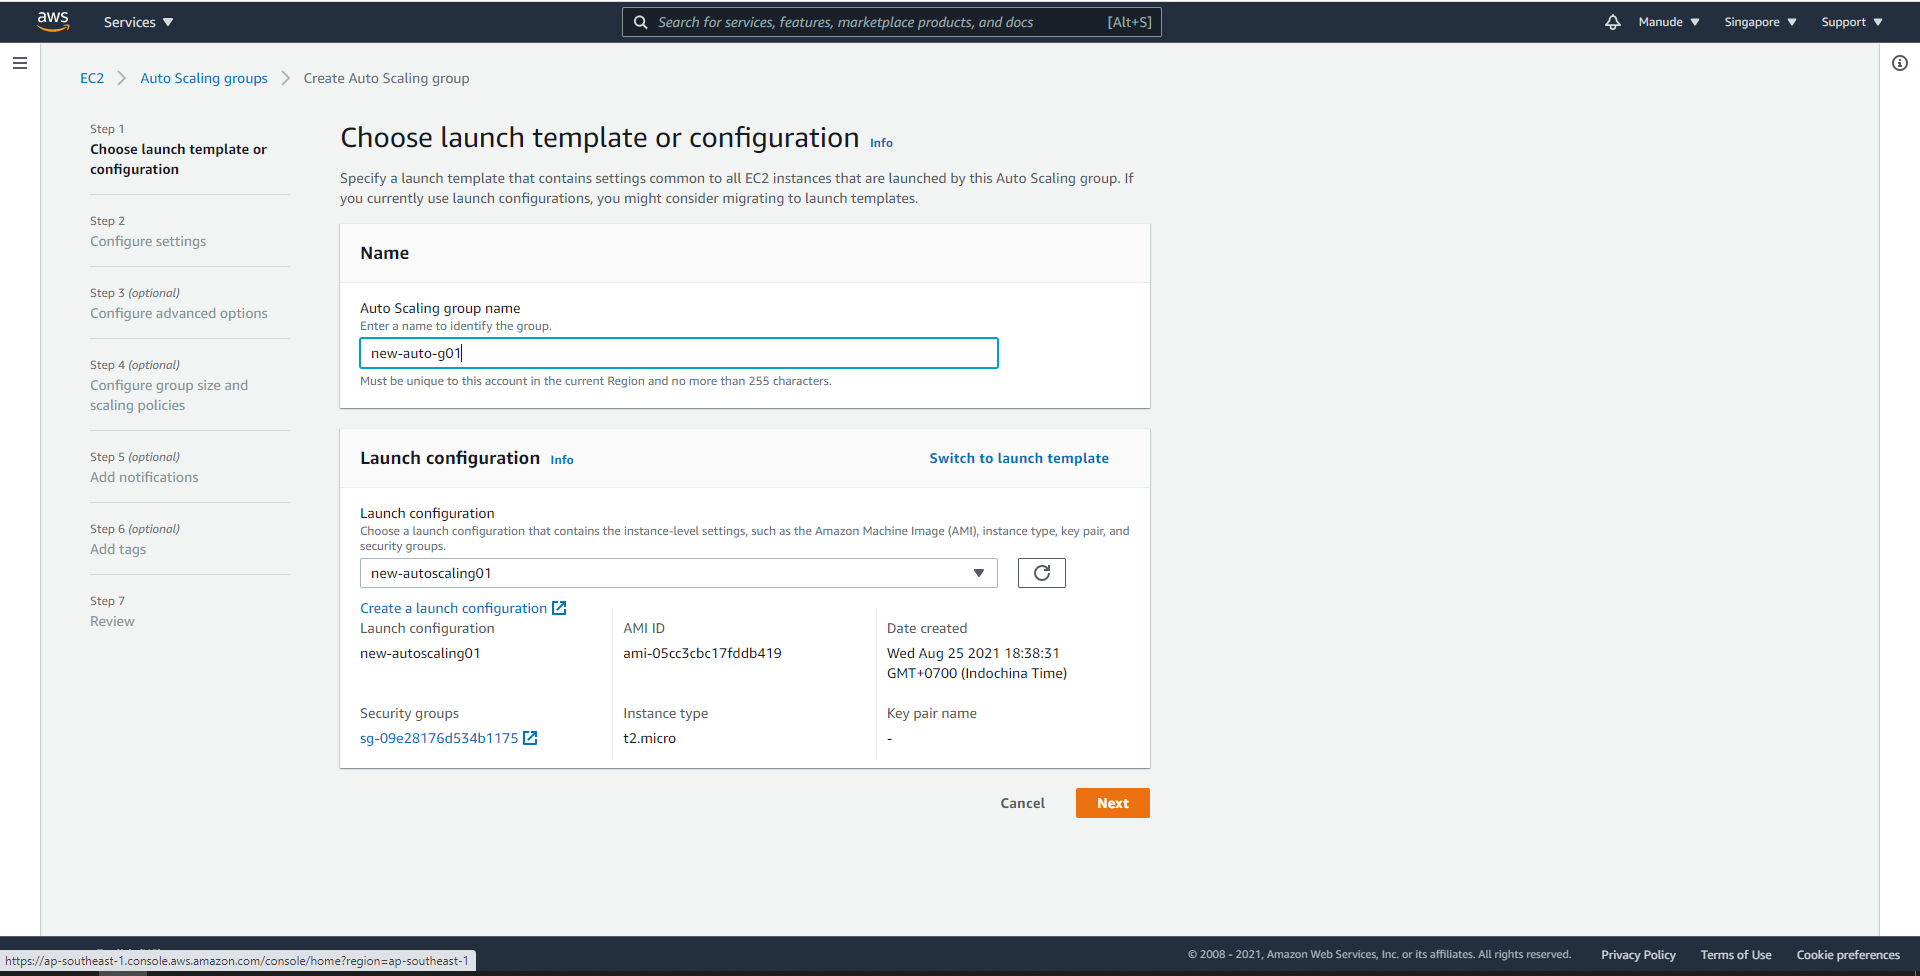 aws
Services
Search for services, features, marketplace products, and docs
[Alt+S]
Manude
Singapore
Support
EC2
Auto Scaling groups
Create Auto Scaling group
Step 1
Choose launch template or
configuration
Step 2
Configure settings
Step 3 (optional)
Configure advanced options
Step 4 (optional)
Configure group size and
scaling policies
Step 5 (optional)
Add notifications
Step 6 (optional)
Add tags
Step 7
Review
Choose launch template or configuration Info
Specify a launch template that contains settings common to all EC2 instances that are launched by this Auto Scaling group. If
you currently use launch configurations, you might consider migrating to launch templates.
Name
Auto Scaling group name
Enter a name to identify the group.
new-auto-g01
Must be unique to this account in the current Region and no more than 255 characters.
Launch configuration Info
Switch to launch template
Launch configuration
Choose a launch configuration that contains the instance-level settings, such as the Amazon Machine Image (AMI), instance type, key pair, and
security groups.
new-autoscaling01
Create a launch configuration
Launch configuration
new-autoscaling01
AMI ID
ami-05cc3cbc17fddb419
Date created
Wed Aug 25 2021 18:38:31
GMT+0700 (Indochina Time)
Security groups
sg-09e28176d534b1175
Instance type
t2.micro
Key pair name
-
Cancel
Next
https://ap-southeast-1.console.aws.amazon.com/console/home?region=ap-southeast-1
© 2008 - 2021, Amazon Web Services, Inc. or its affiliates. All rights reserved.
Privacy Policy
Terms of Use
Cookie preferences